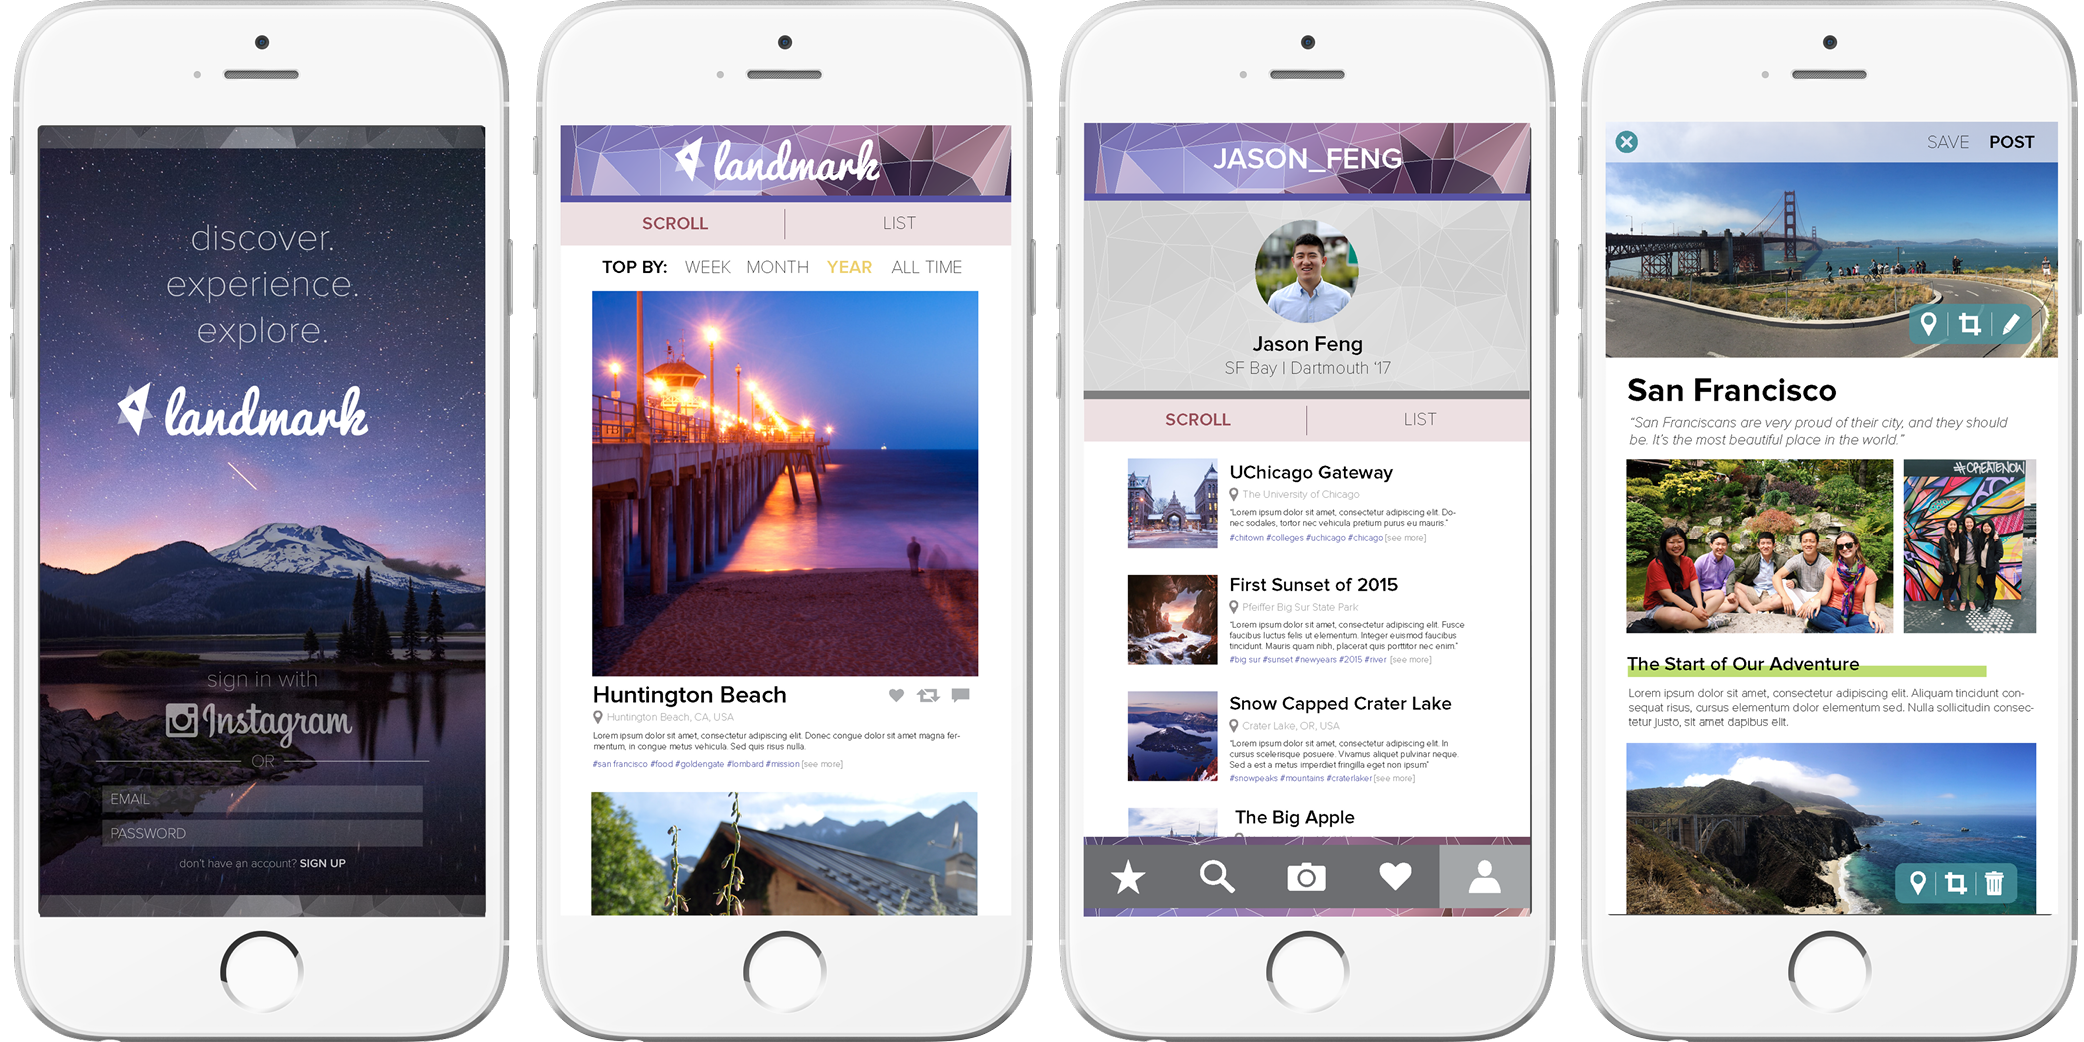 discover.
experience.
explore.
landmark
sign in with
Instagram
OR
EMAIL
PASSWORD
don't have an account? SIGN UP
landmark
SCROLL
LIST
TOP BY: WEEK MONTH YEAR ALL TIME
Huntington Beach
Huntington Beach, CA, USA
Lorem ipsum dolor sit amet, consectetur adipiscing elit. Donec congue dolor sit amet magna fer-
mentum, in congue metus vehicula. Sed quis risus nulla.
#san francisco #food #goldengate #lombard #mission [see more]
JASON_FENG
Jason Feng
SF Bay | Dartmouth '17
SCROLL
LIST
UChicago Gateway
The University of Chicago
"Lorem ipsum dolor sit amet, consectetur adipiscing elit. Do-
nec sodales, tortor nec vehicula pretium purus eu mauris."
#chitown #colleges #uchicago #chicago [see more]
First Sunset of 2015
Pfeiffer Big Sur State Park
"Lorem ipsum dolor sit amet, consectetur adipiscing elit. Fusce
faucibus luctus felis ut elementum. Integer euismod faucibus
tincidunt. Mauris quam nibh, placerat quis porttitor nec enim."
#big sur #sunset #newyears #2015 #river [see more]
Snow Capped Crater Lake
Crater Lake, OR, USA
"Lorem ipsum dolor sit amet, consectetur adipiscing elit. In
cursus scelerisque posuere. Vivamus aliquet pulvinar neque.
Sed a est a metus imperdiet fringilla eget non ipsum"
#snowpeaks #mountains #craterlaker [see more]
The Big Apple
SAVE POST
San Francisco
"San Franciscans are very proud of their city, and they should
be. It's the most beautiful place in the world."
#CREATENOW
The Start of Our Adventure
Lorem ipsum dolor sit amet, consectetur adipiscing elit. Aliquam tincidunt con-
sequat risus, cursus elementum dolor elementum sed. Nulla sollicitudin consec-
tetur justo, sit amet dapibus elit.